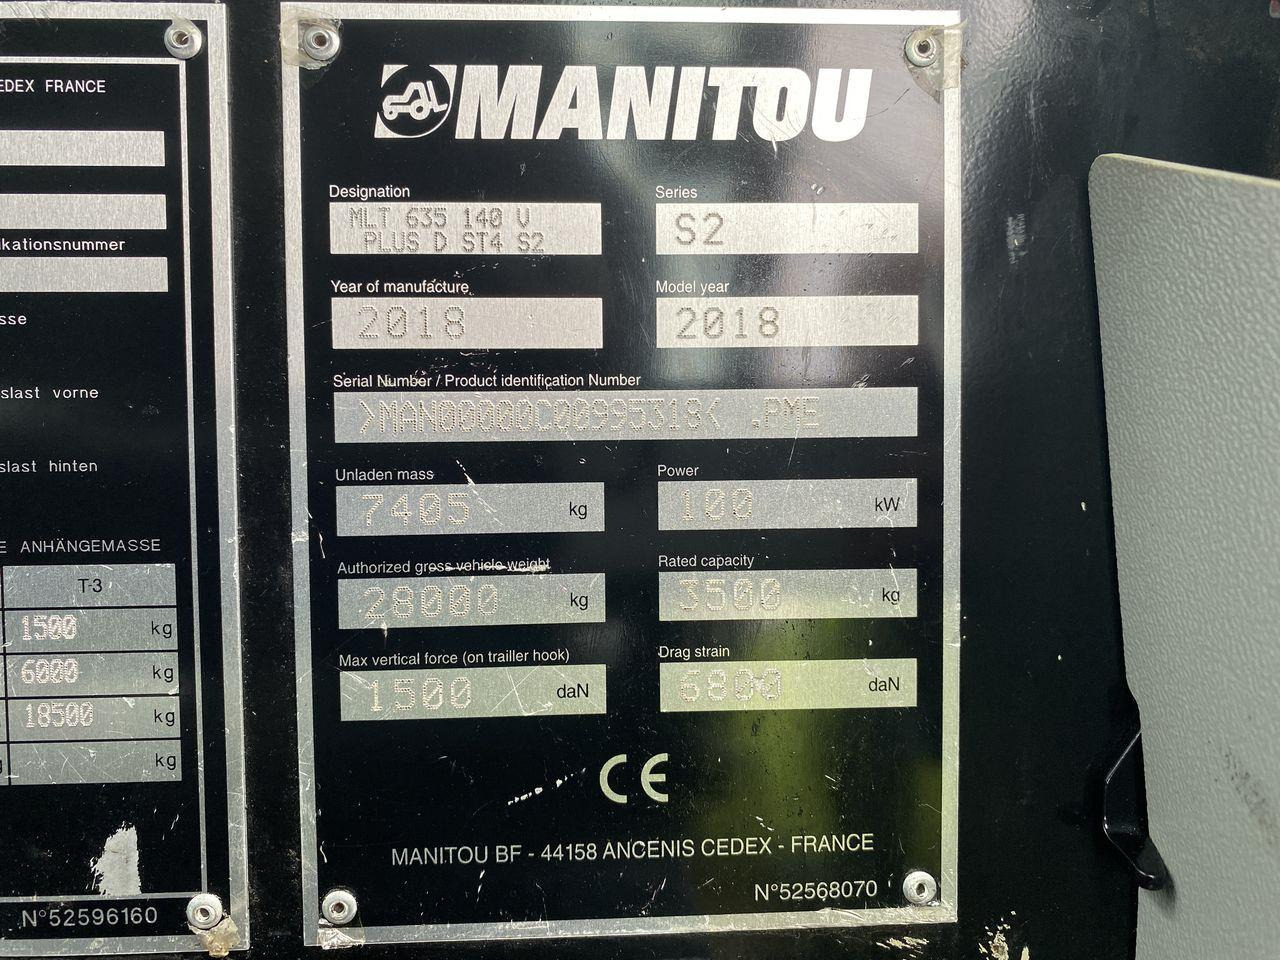 EDEX FRANCE
ikationsnummer
sse
slast vorne
slast hinten
E ANHÄNGEMASSE
T-3
1500 kg
6000 kg
18500 kg
kg
N°52596160
MANITOU
Designation
MLT 635 140 V
PLUS D ST4 S2
Series
S2
Year of manufacture
2018
Model year
2018
Serial Number / Product identification Number
>MAN00000C00995318< .PME
Unladen mass
7405 kg
Power
100 kW
Authorized gross vehicle weight
28000 kg
Rated capacity
3500 kg
Max vertical force (on trailler hook)
1500 daN
Drag strain
6800 daN
CE
MANITOU BF - 44158 ANCENIS CEDEX - FRANCE
N°52568070